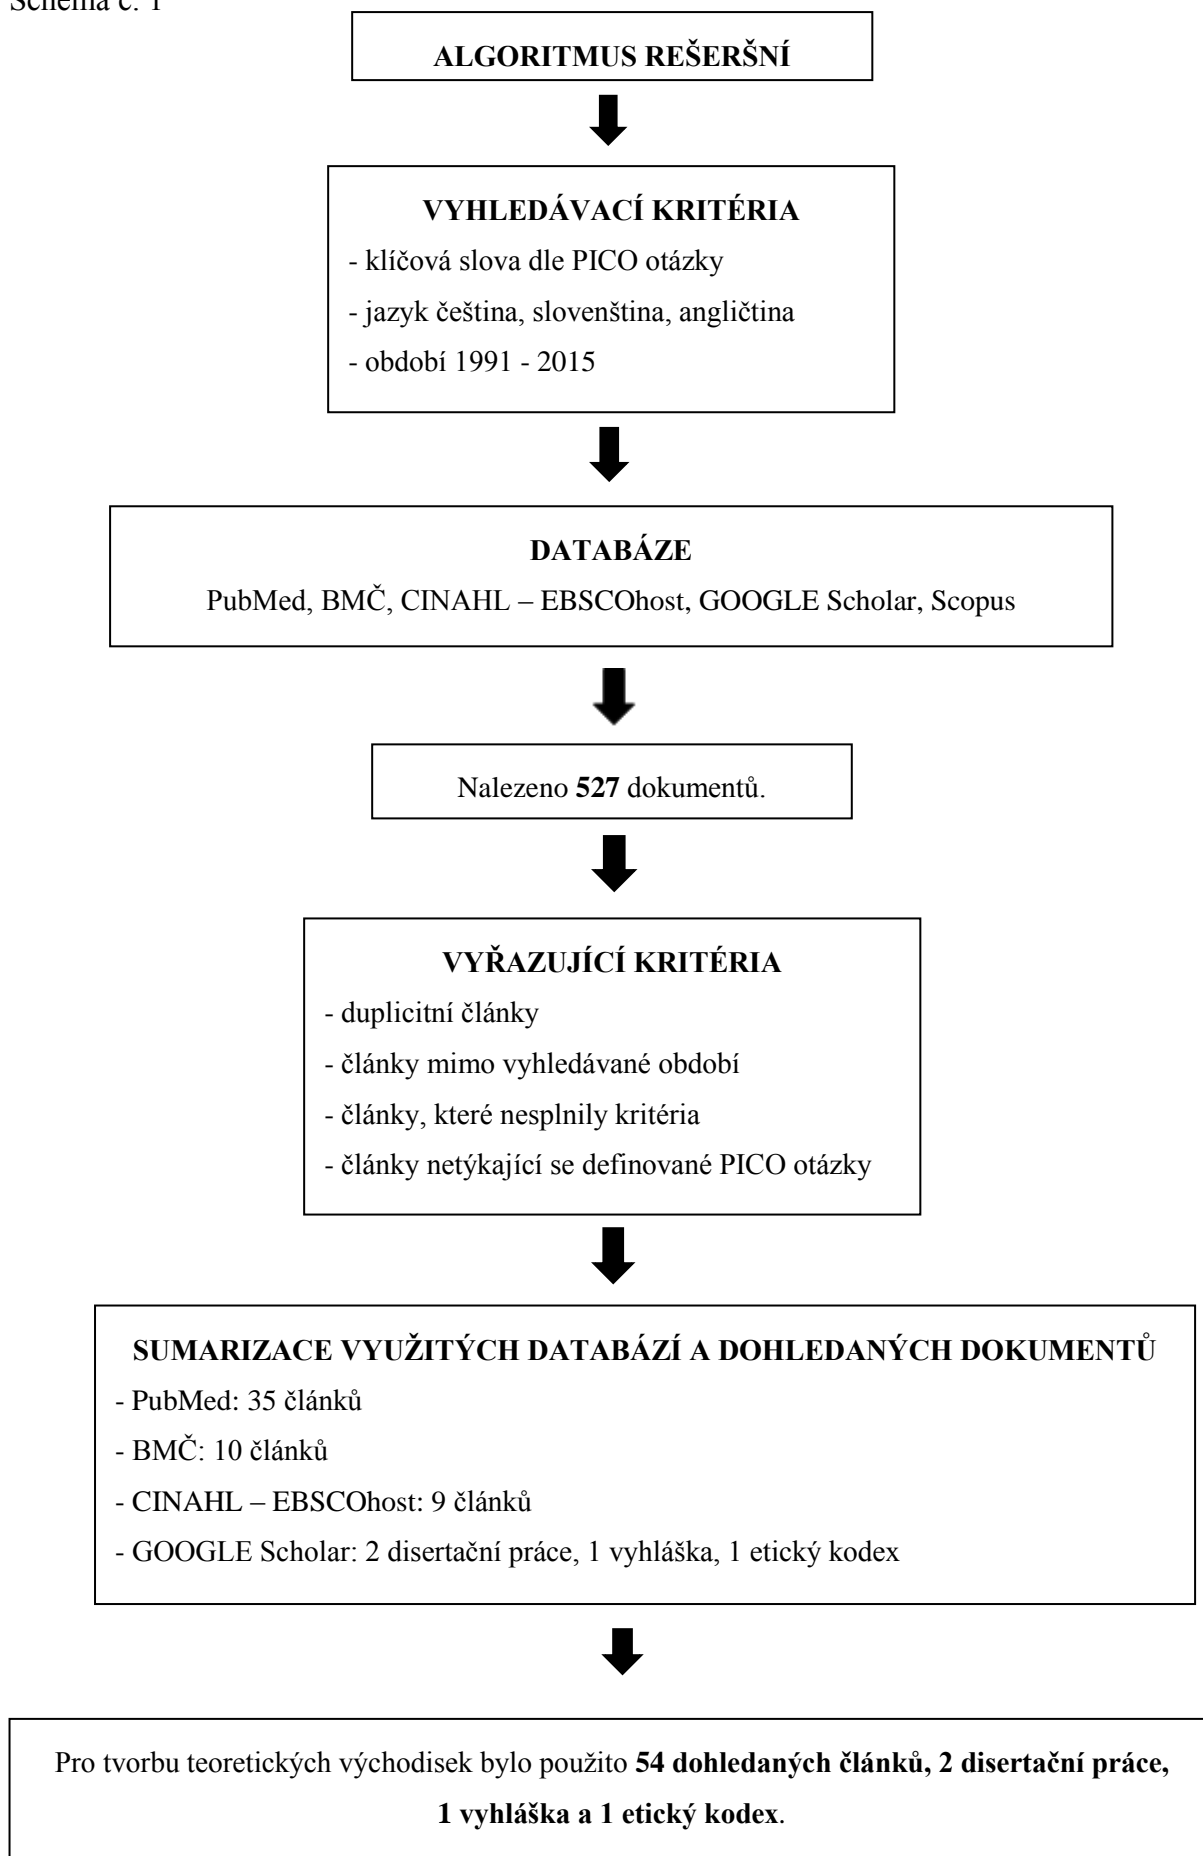 Schéma č. 1
ALGORITMUS REŠERŠNÍ
VYHLEDÁVACÍ KRITÉRIA
- klíčová slova dle PICO otázky
- jazyk čeština, slovenština, angličtina
- období 1991 - 2015
DATABÁZE
PubMed, BMČ, CINAHL – EBSCOhost, GOOGLE Scholar, Scopus
Nalezeno 527 dokumentů.
VYŘAZUJÍCÍ KRITÉRIA
- duplicitní články
- články mimo vyhledávané období
- články, které nesplnily kritéria
- články netýkající se definované PICO otázky
SUMARIZACE VYUŽITÝCH DATABÁZÍ A DOHLEDANÝCH DOKUMENTŮ
- PubMed: 35 článků
- BMČ: 10 článků
- CINAHL – EBSCOhost: 9 článků
- GOOGLE Scholar: 2 disertační práce, 1 vyhláška, 1 etický kodex
Pro tvorbu teoretických východisek bylo použito 54 dohledaných článků, 2 disertační práce,
1 vyhláška a 1 etický kodex.